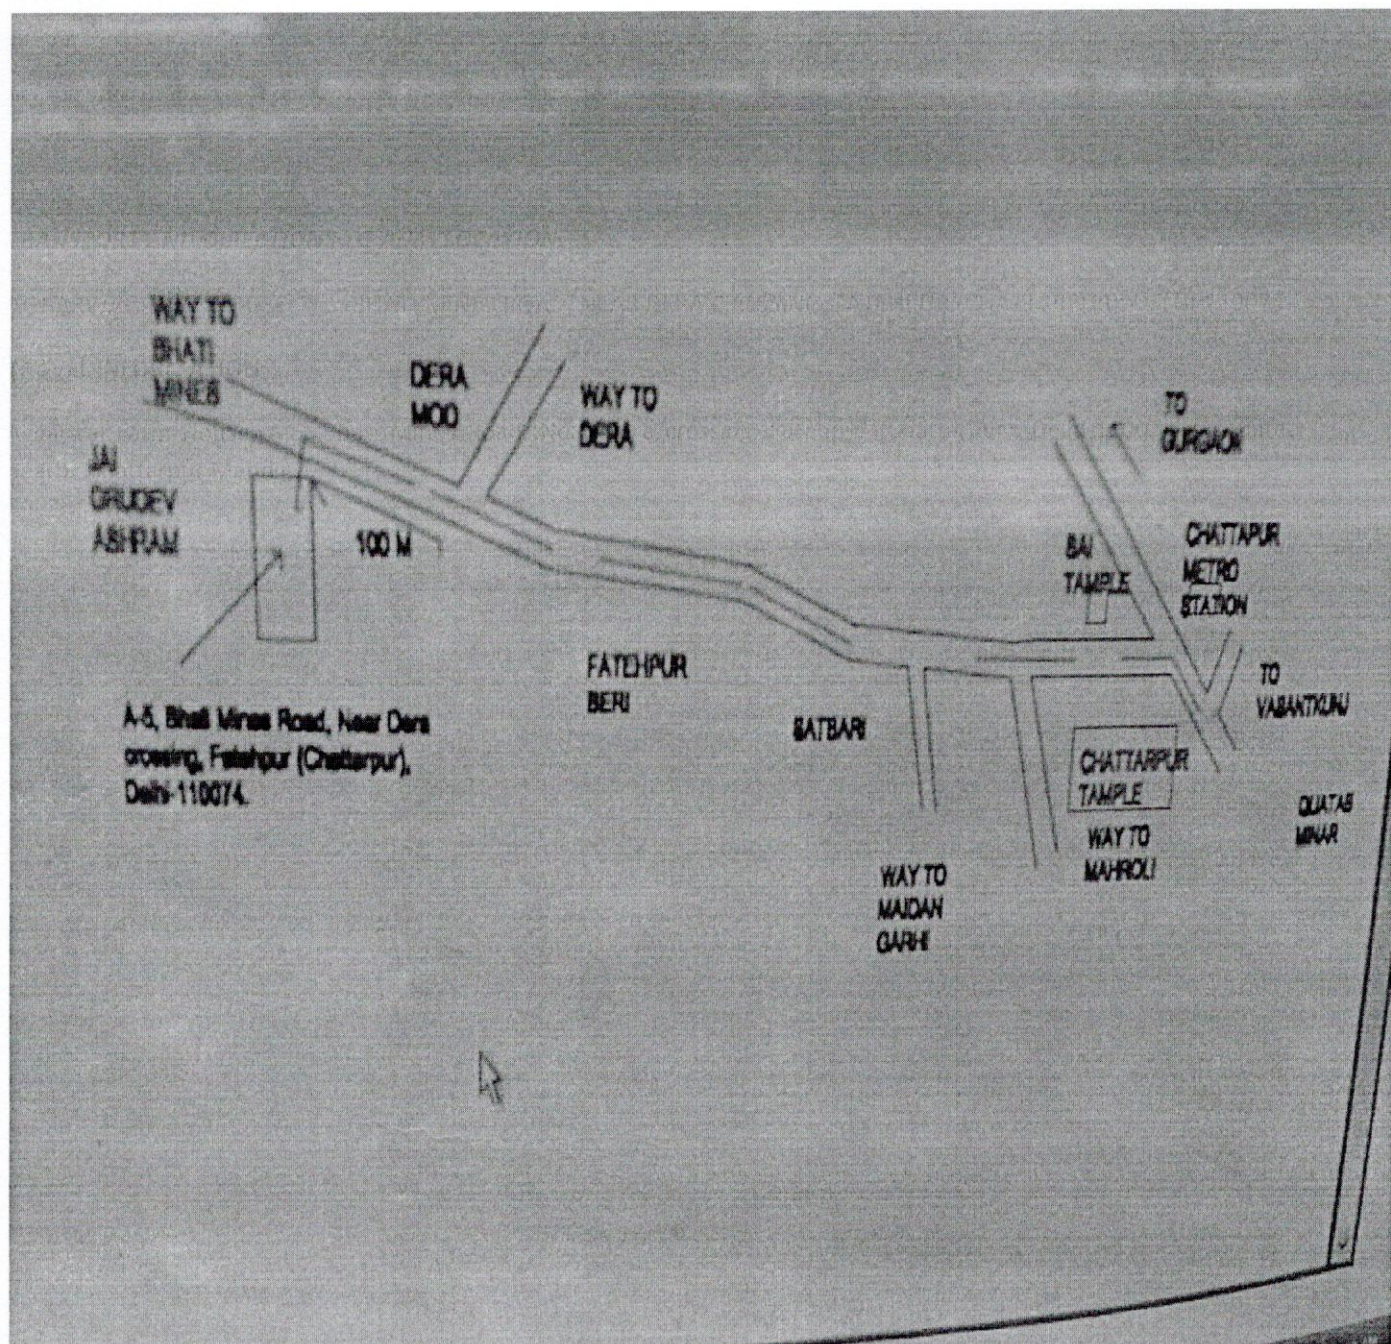 WAY TO
BHATI
MINES
DERA
MOD
WAY TO
DERA
TO
GURGAON
JAI
GRUDEV
ASHRAM
100 M
SAI
TAMPLE
CHATTAPUR
METRO
STATION
FATEHPUR
BERI
TO
VASANTKUNJ
A-5, Bhati Mines Road, Near Dera
crossing, Fatehpur (Chattarpur),
Delhi-110074.
SATBARI
CHATTARPUR
TAMPLE
QUATAB
MINAR
WAY TO
MAHROLI
WAY TO
MAIDAN
GARHI